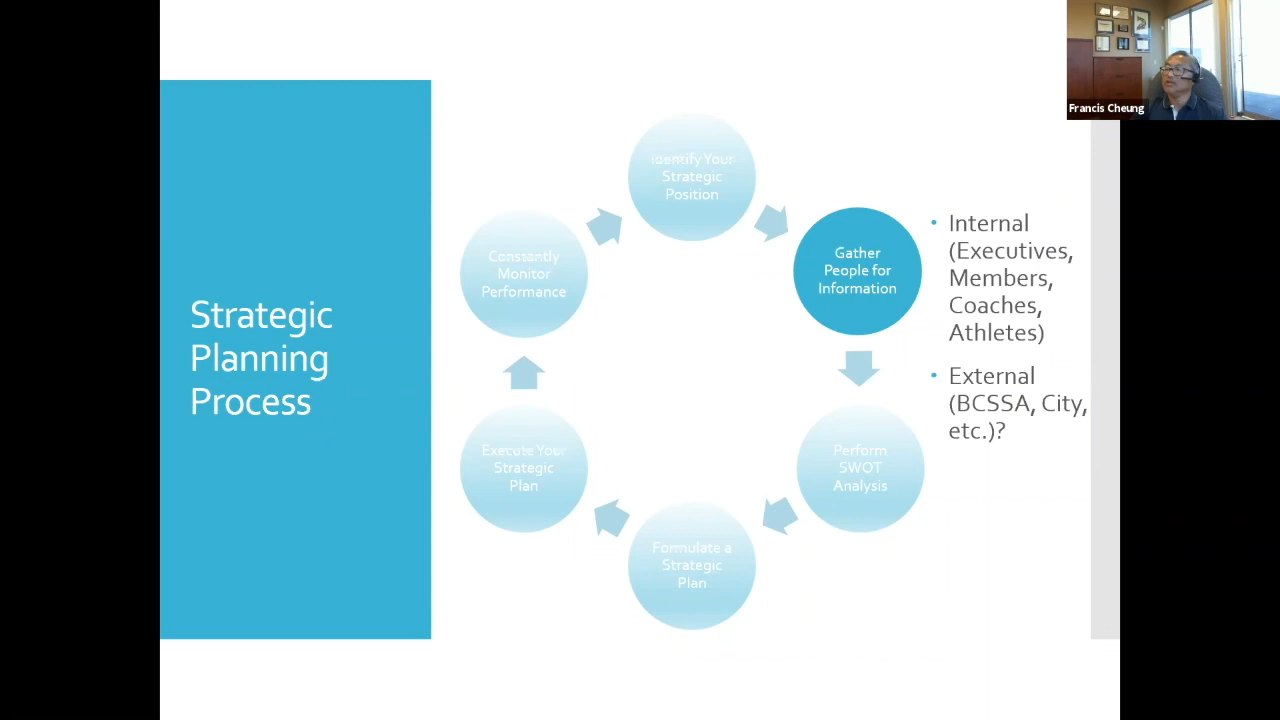 Francis Cheung
Strategic
Planning
Process
Identify Your
Strategic
Position
Gather
People for
Information
• Internal
(Executives,
Members,
Coaches,
Athletes)
• External
(BCSSA, City,
etc.)?
Perform
SWOT
Analysis
Formulate a
Strategic
Plan
Execute Your
Strategic
Plan
Constantly
Monitor
Performance